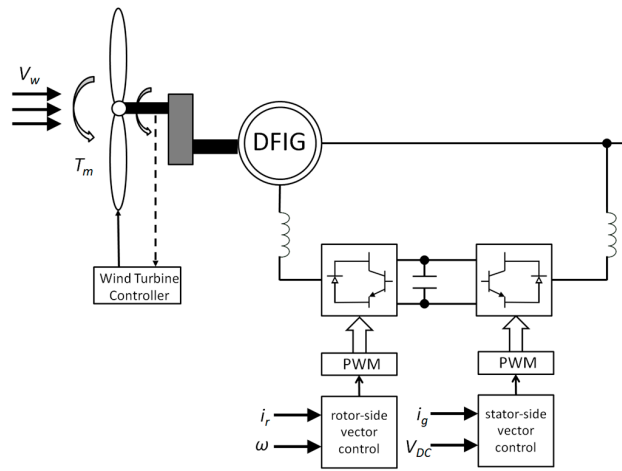 V_w
T_m
DFIG
Wind Turbine
Controller
PWM
PWM
i_r
ω
rotor-side
vector
control
i_g
V_DC
stator-side
vector
control